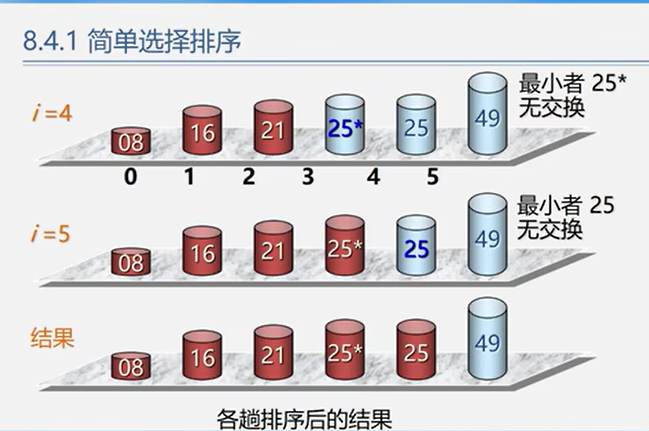 8.4.1 简单选择排序
最小者 25*
无交换
i =4
08 16 21 25* 25 49
0 1 2 3 4 5
最小者 25
无交换
i =5
08 16 21 25* 25 49
结果
08 16 21 25* 25 49
各趟排序后的结果